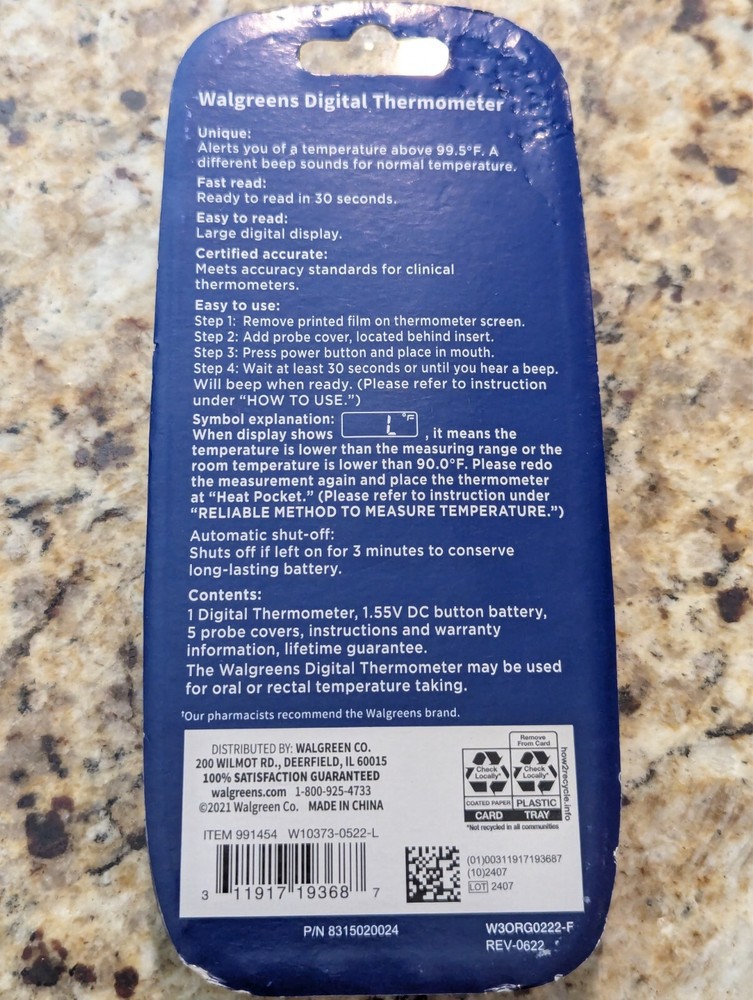 Walgreens Digital Thermometer
Unique:
Alerts you of a temperature above 99.5°F. A
different beep sounds for normal temperature.
Fast read:
Ready to read in 30 seconds.
Easy to read:
Large digital display.
Certified accurate:
Meets accuracy standards for clinical
thermometers.
Easy to use:
Step 1: Remove printed film on thermometer screen.
Step 2: Add probe cover, located behind insert.
Step 3: Press power button and place in mouth.
Step 4: Wait at least 30 seconds or until you hear a beep.
Will beep when ready. (Please refer to instruction
under “HOW TO USE.”)
Symbol explanation:
When display shows L °F , it means the
temperature is lower than the measuring range or the
room temperature is lower than 90.0°F. Please redo
the measurement again and place the thermometer
at “Heat Pocket.” (Please refer to instruction under
“RELIABLE METHOD TO MEASURE TEMPERATURE.”)
Automatic shut-off:
Shuts off if left on for 3 minutes to conserve
long-lasting battery.
Contents:
1 Digital Thermometer, 1.55V DC button battery,
5 probe covers, instructions and warranty
information, lifetime guarantee.
The Walgreens Digital Thermometer may be used
for oral or rectal temperature taking.
†Our pharmacists recommend the Walgreens brand.
DISTRIBUTED BY: WALGREEN CO.
200 WILMOT RD., DEERFIELD, IL 60015
100% SATISFACTION GUARANTEED
walgreens.com 1-800-925-4733
©2021 Walgreen Co. MADE IN CHINA
Remove
From Card
Check Locally* Check Locally*
COATED PAPER PLASTIC
CARD TRAY
*Not recycled in all communities
how2recycle.info
ITEM 991454 W10373-0522-L
3 11917 19368 7
(01)00311917193687
(10)2407
LOT 2407
P/N 8315020024
W3ORG0222-F
REV-0622